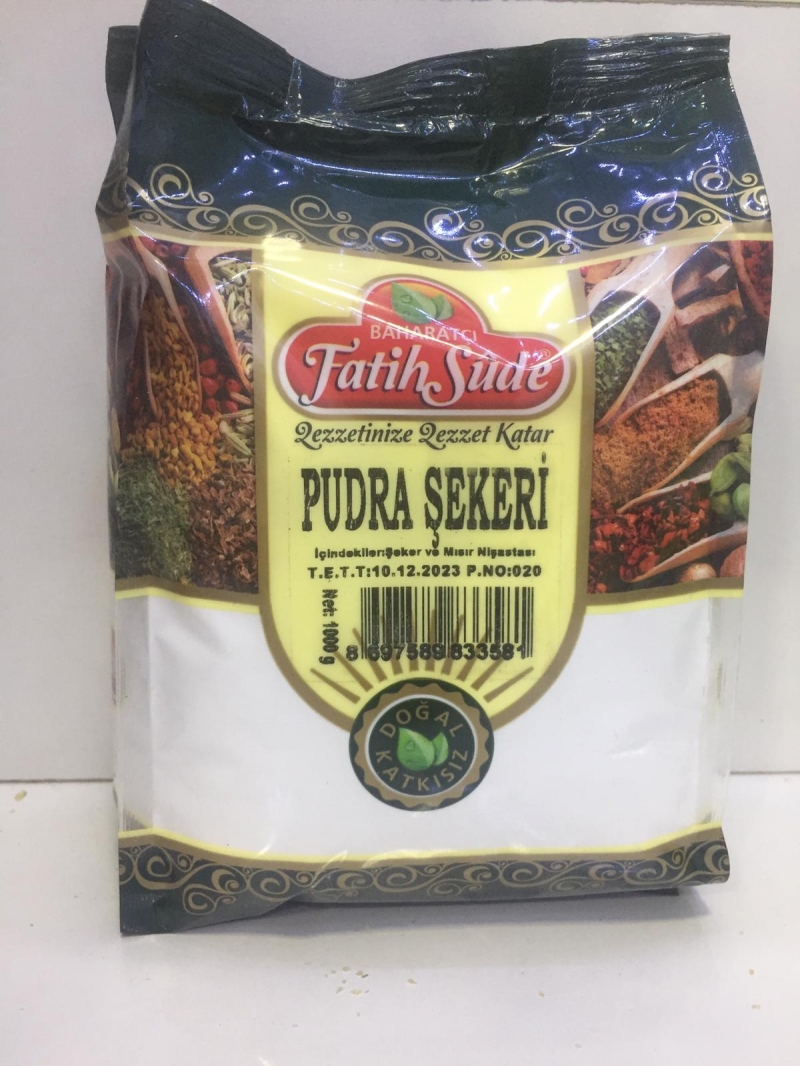 BAHARATCI
Fatih Sude®
Lezzetinize Lezzet Katar
PUDRA ŞEKERİ
İçindekiler:Şeker ve Mısır Nişastası
T.E.T.T:10.12.2023 P.NO:020
Net: 1000 g
8 697589 833581
DOĞAL
KATKISIZ